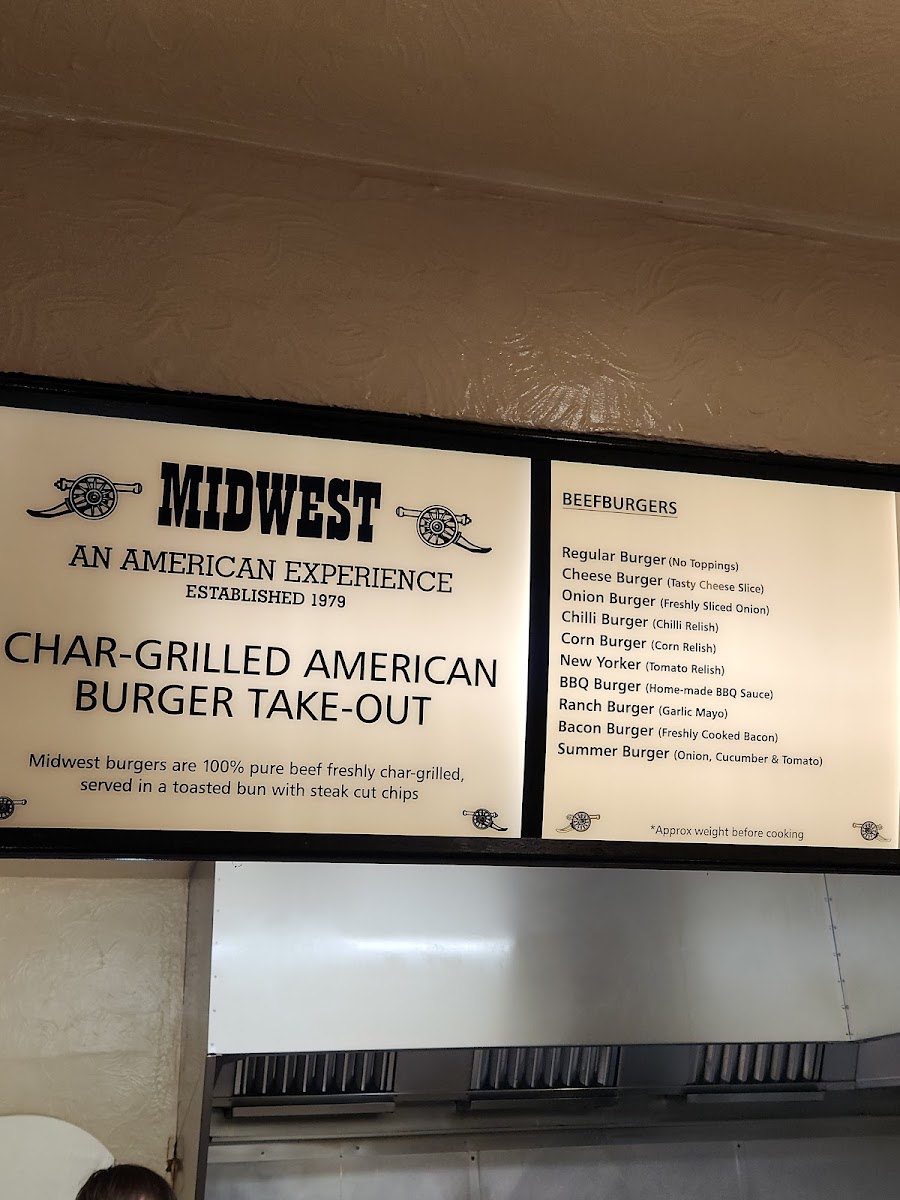 MIDWEST
AN AMERICAN EXPERIENCE
ESTABLISHED 1979
CHAR-GRILLED AMERICAN
BURGER TAKE-OUT
Midwest burgers are 100% pure beef freshly char-grilled,
served in a toasted bun with steak cut chips
BEEFBURGERS
Regular Burger (No Toppings)
Cheese Burger (Tasty Cheese Slice)
Onion Burger (Freshly Sliced Onion)
Chilli Burger (Chilli Relish)
Corn Burger (Corn Relish)
New Yorker (Tomato Relish)
BBQ Burger (Home-made BBQ Sauce)
Ranch Burger (Garlic Mayo)
Bacon Burger (Freshly Cooked Bacon)
Summer Burger (Onion, Cucumber & Tomato)
*Approx weight before cooking